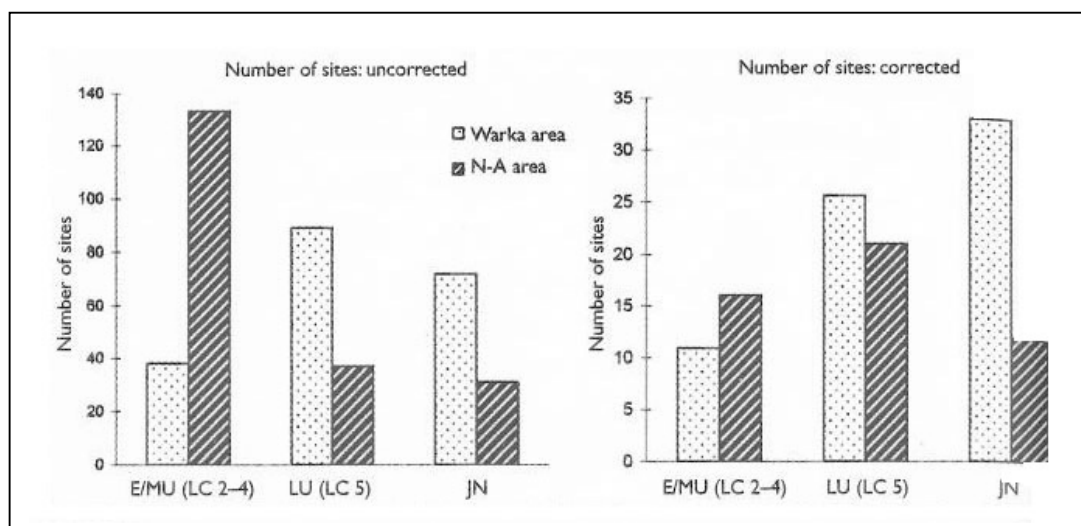 Number of sites: uncorrected
140
120
100
80
60
40
20
0
Number of sites
Warka area
N-A area
E/MU (LC 2–4)
LU (LC 5)
JN
Number of sites: corrected
35
30
25
20
15
10
5
0
Number of sites
E/MU (LC 2–4)
LU (LC 5)
JN